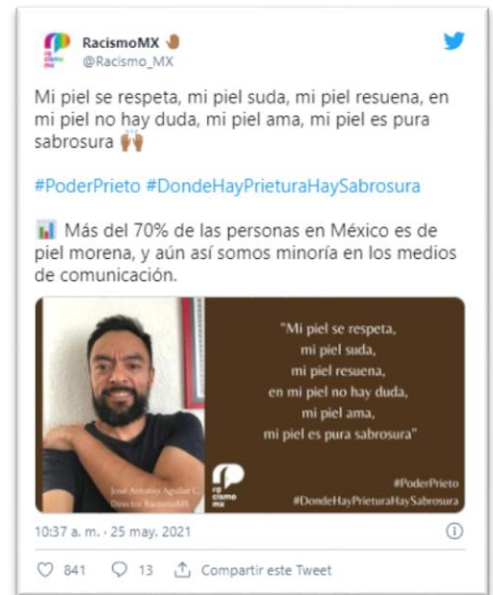 RacismoMX
@Racismo_MX
Mi piel se respeta, mi piel suda, mi piel resuena, en
mi piel no hay duda, mi piel ama, mi piel es pura
sabrosura
#PoderPrieto #DondeHayPrieturaHaySabrosura
Más del 70% de las personas en México es de
piel morena, y aún así somos minoría en los medios
de comunicación.
"Mi piel se respeta,
mi piel suda,
mi piel resuena,
en mi piel no hay duda,
mi piel ama,
mi piel es pura sabrosura"
José Antonio Aguilar C.
Director RacismoMX
ra
cismo
mx
#PoderPrieto
#DondeHayPrieturaHaySabrosura
10:37 a. m. · 25 may. 2021
841 13 Compartir este Tweet